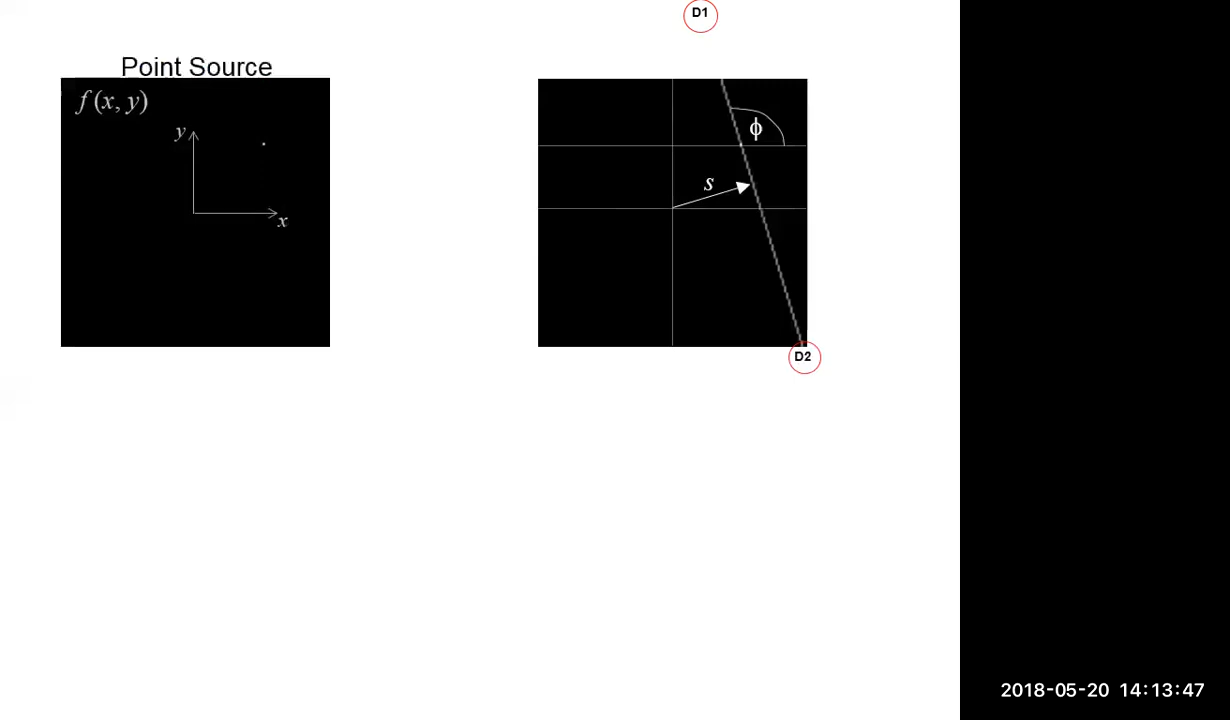 D1
Point Source
f (x, y)
y
x
ϕ
s
D2
2018-05-20 14:13:47